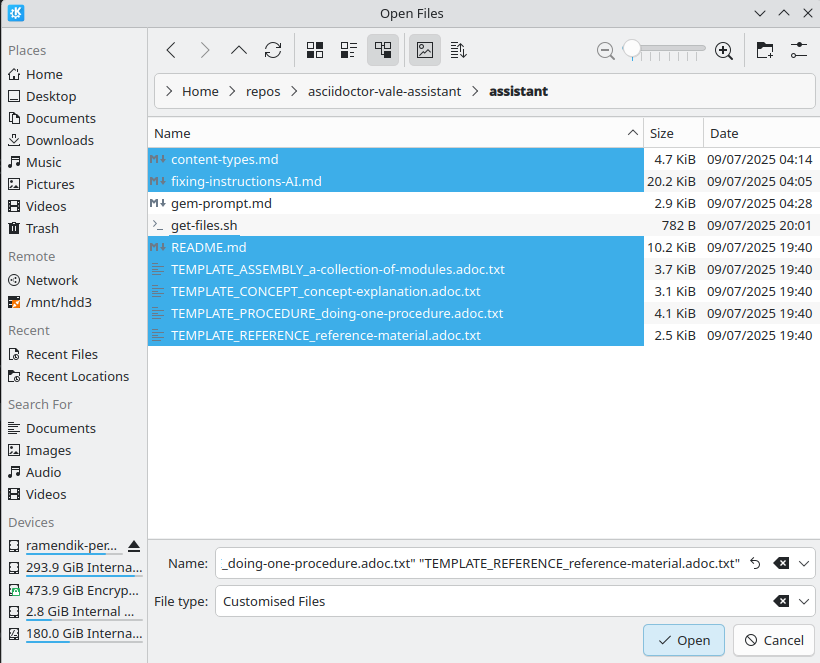 Open Files
Places
Home
Desktop
Documents
Downloads
Music
Pictures
Videos
Trash
Remote
Network
/mnt/hdd3
Recent
Recent Files
Recent Locations
Search For
Documents
Images
Audio
Videos
Devices
ramendik-per...
293.9 GiB Interna...
473.9 GiB Encryp...
2.8 GiB Internal ...
180.0 GiB Interna...
Home repos asciidoctor-vale-assistant assistant
Name Size Date
M content-types.md 4.7 KiB 09/07/2025 04:14
M fixing-instructions-AI.md 20.2 KiB 09/07/2025 04:05
M gem-prompt.md 2.9 KiB 09/07/2025 04:28
get-files.sh 782 B 09/07/2025 20:01
M README.md 10.2 KiB 09/07/2025 19:40
TEMPLATE_ASSEMBLY_a-collection-of-modules.adoc.txt 3.7 KiB 09/07/2025 19:40
TEMPLATE_CONCEPT_concept-explanation.adoc.txt 3.1 KiB 09/07/2025 19:40
TEMPLATE_PROCEDURE_doing-one-procedure.adoc.txt 4.1 KiB 09/07/2025 19:40
TEMPLATE_REFERENCE_reference-material.adoc.txt 2.5 KiB 09/07/2025 19:40
Name: _doing-one-procedure.adoc.txt" "TEMPLATE_REFERENCE_reference-material.adoc.txt"
File type: Customised Files
Open Cancel